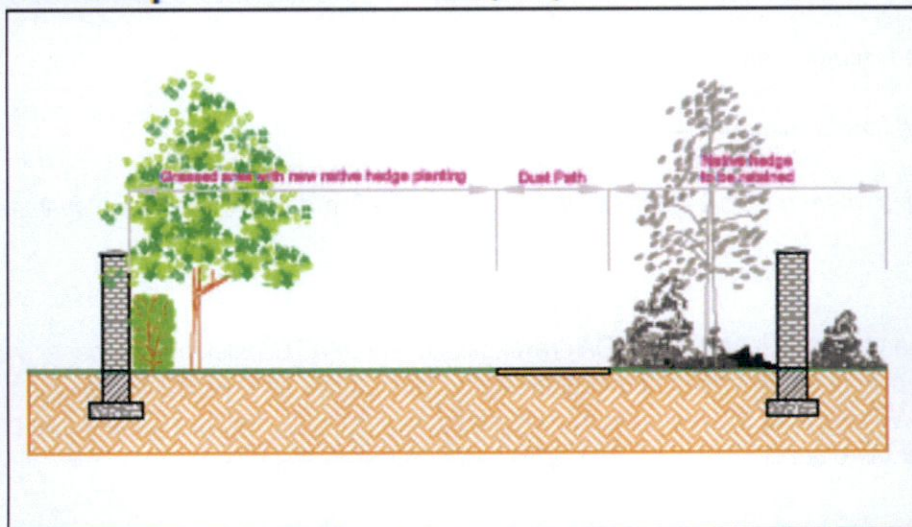 Grassed area with new native hedge planting
Dust Path
Native hedge
to be retained